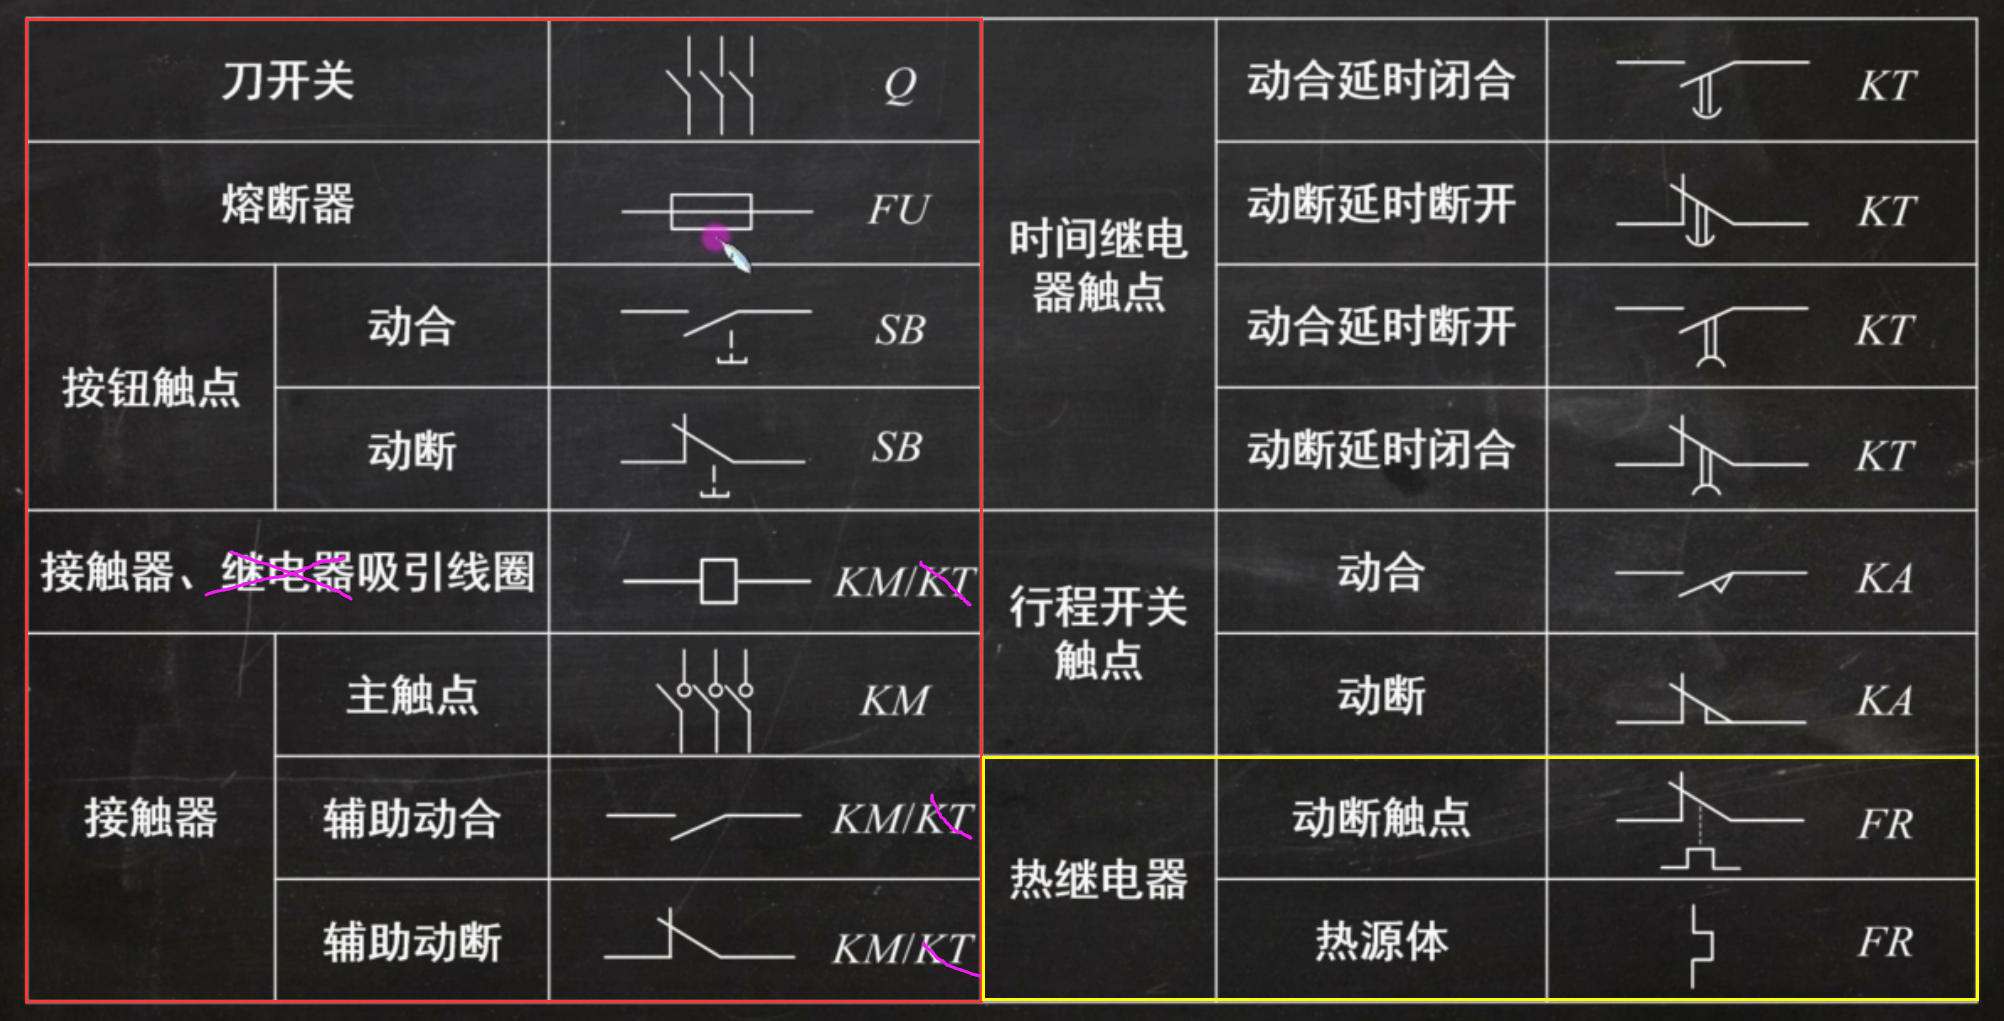 刀开关 Q
熔断器 FU
按钮触点
动合 SB
动断 SB
接触器、继电器吸引线圈 KM/KT
接触器
主触点 KM
辅助动合 KM/KT
辅助动断 KM/KT
时间继电
器触点
动合延时闭合 KT
动断延时断开 KT
动合延时断开 KT
动断延时闭合 KT
行程开关
触点
动合 KA
动断 KA
热继电器
动断触点 FR
热源体 FR